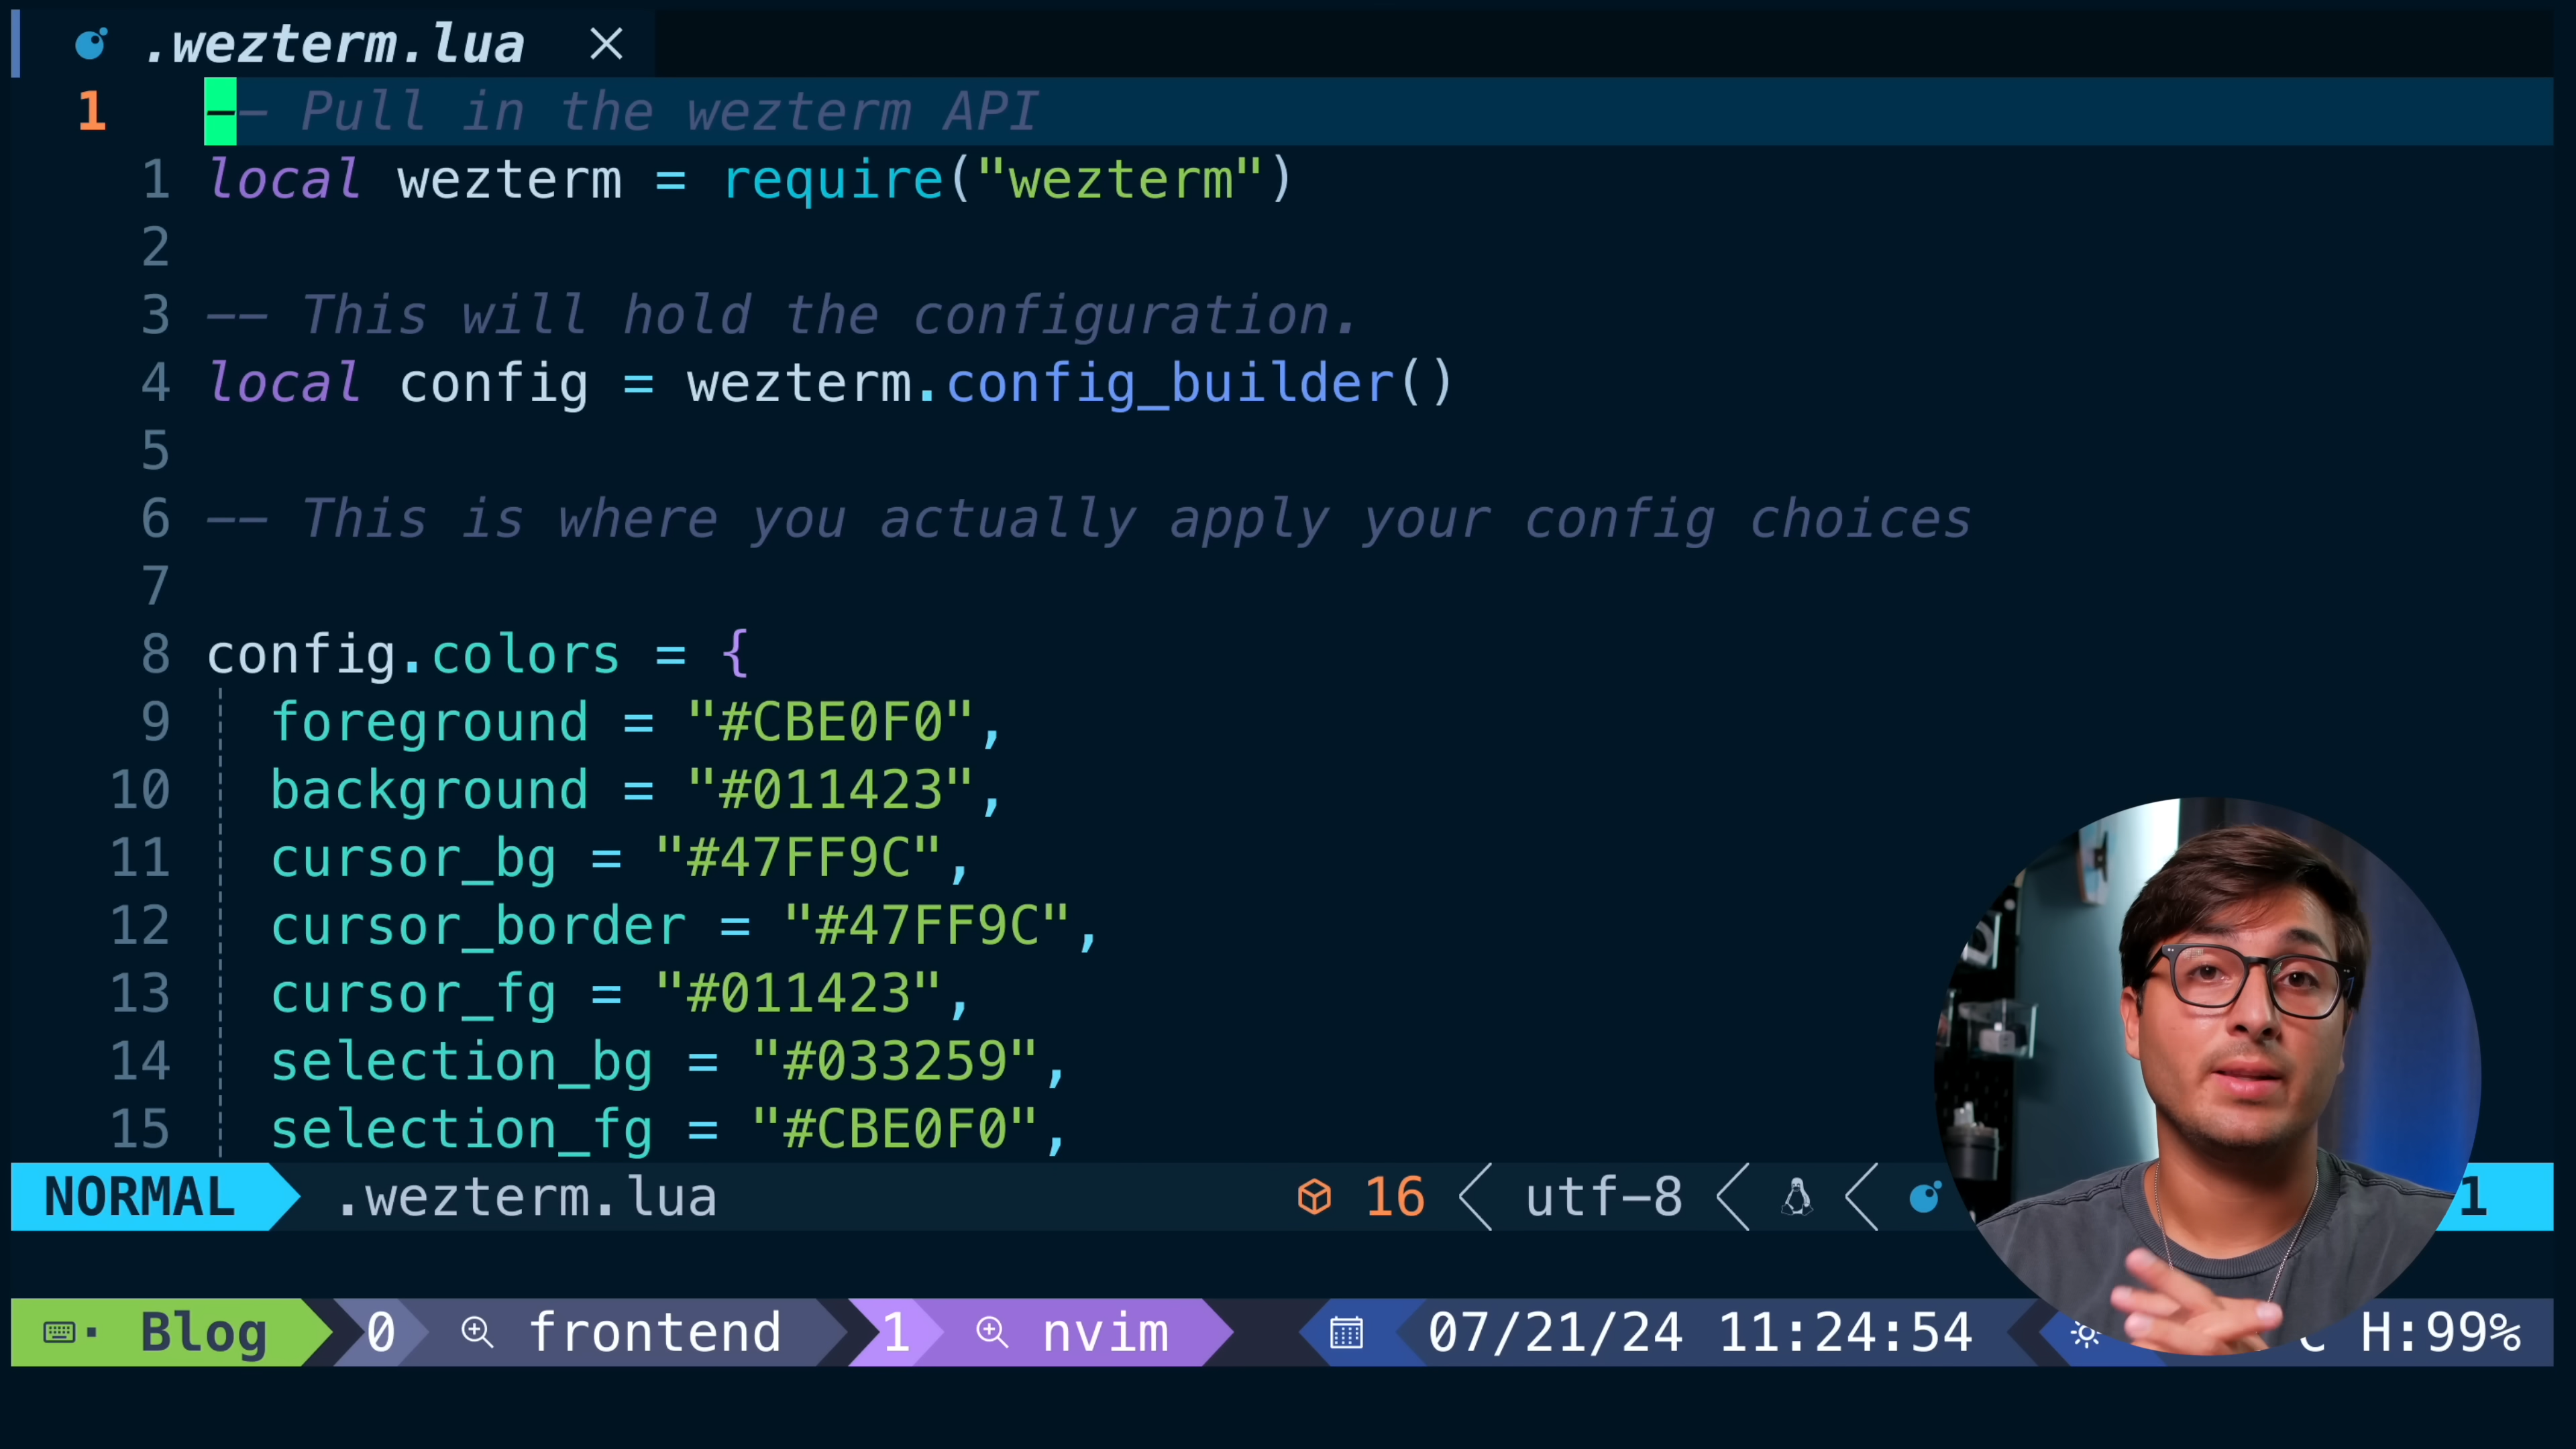 .wezterm.lua
1 -- Pull in the wezterm API
1 local wezterm = require("wezterm")
2
3 -- This will hold the configuration.
4 local config = wezterm.config_builder()
5
6 -- This is where you actually apply your config choices
7
8 config.colors = {
9 foreground = "#CBE0F0",
10 background = "#011423",
11 cursor_bg = "#47FF9C",
12 cursor_border = "#47FF9C",
13 cursor_fg = "#011423",
14 selection_bg = "#033259",
15 selection_fg = "#CBE0F0",
NORMAL .wezterm.lua 16 utf-8 1
Blog 0 frontend 1 nvim 07/21/24 11:24:54 H:99%